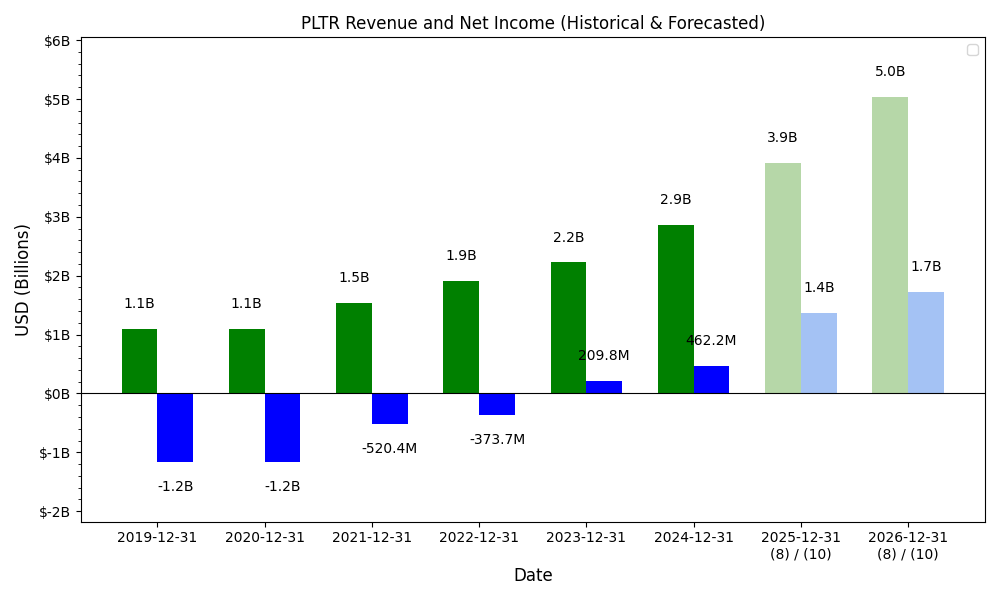 PLTR Revenue and Net Income (Historical & Forecasted)
$6B
$5B
$4B
$3B
$2B
$1B
$0B
$-1B
$-2B
USD (Billions)
1.1B
-1.2B
1.1B
-1.2B
1.5B
-520.4M
1.9B
-373.7M
2.2B
209.8M
2.9B
462.2M
3.9B
1.4B
5.0B
1.7B
2019-12-31
2020-12-31
2021-12-31
2022-12-31
2023-12-31
2024-12-31
2025-12-31
(8) / (10)
2026-12-31
(8) / (10)
Date